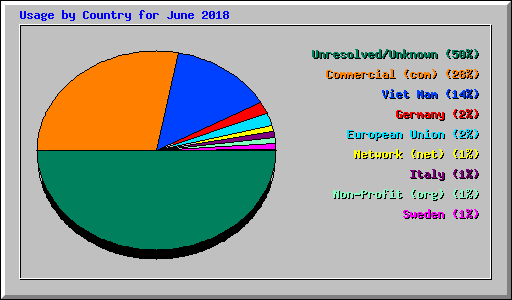 Usage by Country for June 2018
Unresolved/Unknown (50%)
Commercial (com) (28%)
Viet Nam (14%)
Germany (2%)
European Union (2%)
Network (net) (1%)
Italy (1%)
Non-Profit (org) (1%)
Sweden (1%)